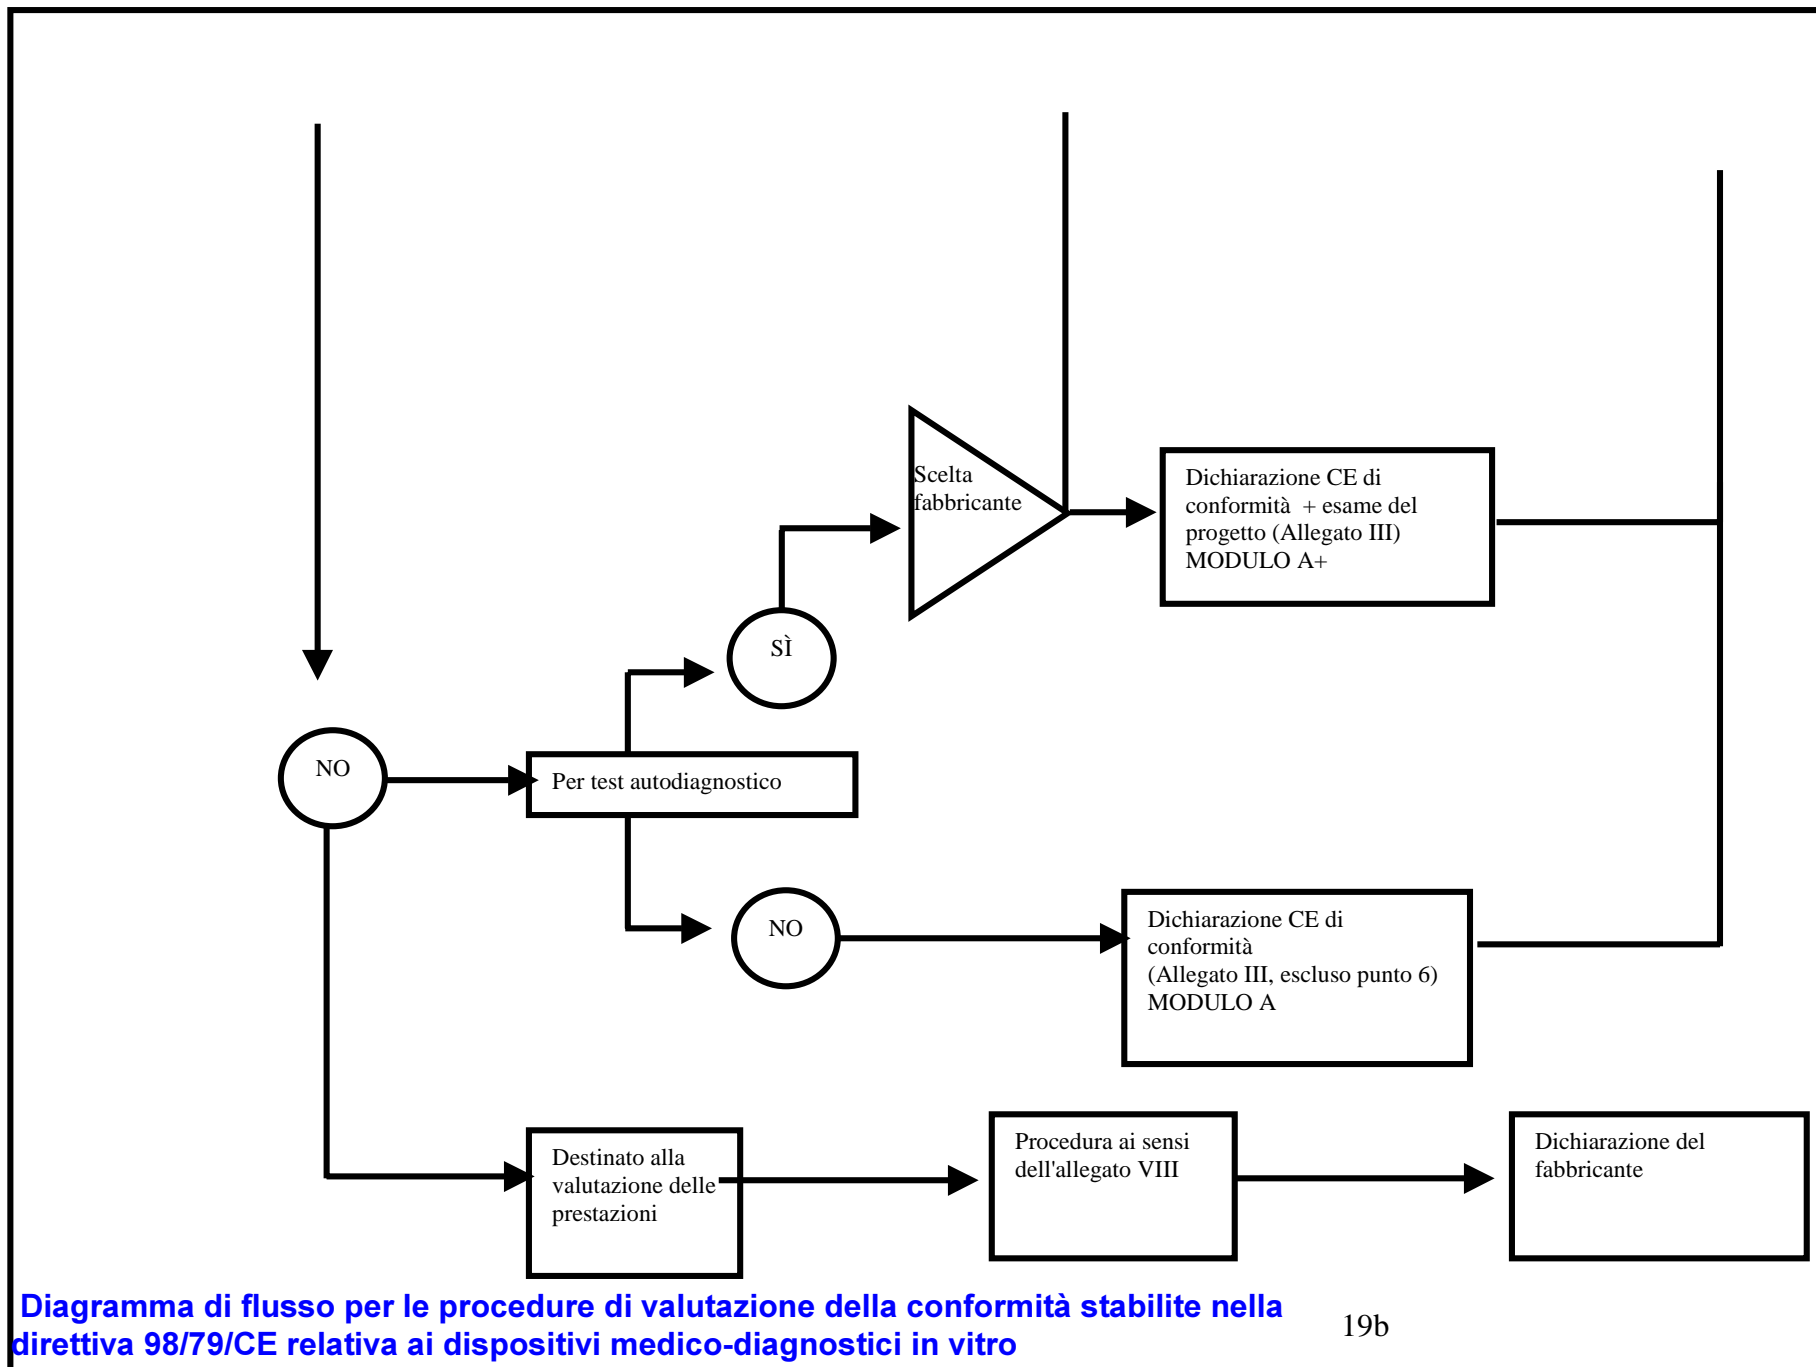 Scelta
fabbricante
Dichiarazione CE di
conformità + esame del
progetto (Allegato III)
MODULO A+
SÌ
NO
Per test autodiagnostico
NO
Dichiarazione CE di
conformità
(Allegato III, escluso punto 6)
MODULO A
Destinato alla
valutazione delle
prestazioni
Procedura ai sensi
dell'allegato VIII
Dichiarazione del
fabbricante
Diagramma di flusso per le procedure di valutazione della conformità stabilite nella
direttiva 98/79/CE relativa ai dispositivi medico-diagnostici in vitro
19b